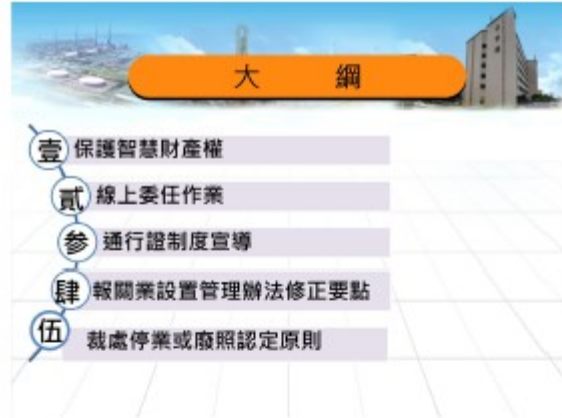 大 綱
壹 保護智慧財產權
貳 線上委任作業
參 通行證制度宣導
肆 報關業設置管理辦法修正要點
伍 裁處停業或廢照認定原則